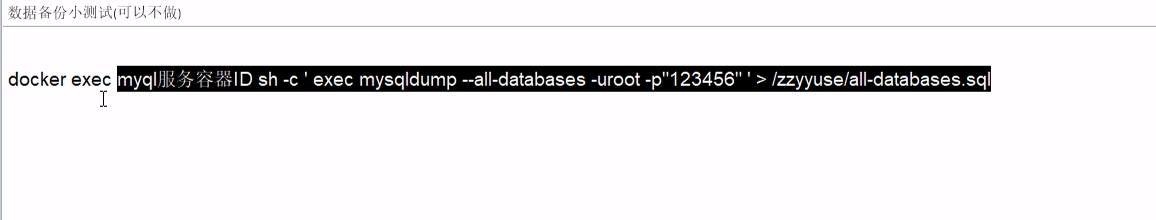 数据备份小测试(可以不做)
docker exec myql服务容器ID sh -c ' exec mysqldump --all-databases -uroot -p"123456" ' > /zzyyuse/all-databases.sql